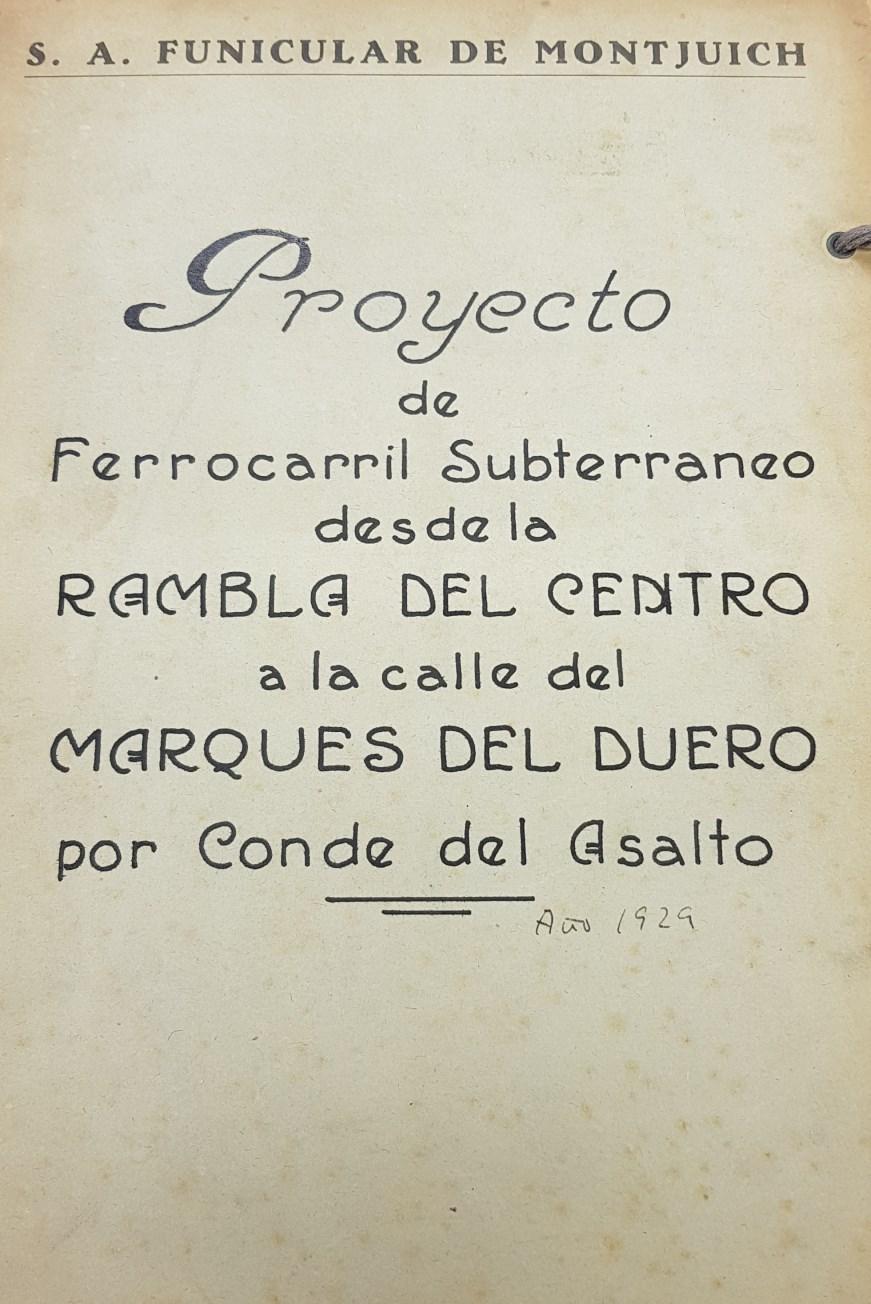 S. A. FUNICULAR DE MONTJUICH
Proyecto
de
Ferrocarril Subterraneo
desde la
RAMBLA DEL CENTRO
a la calle del
MARQUES DEL DUERO
por Conde del Asalto
Año 1929